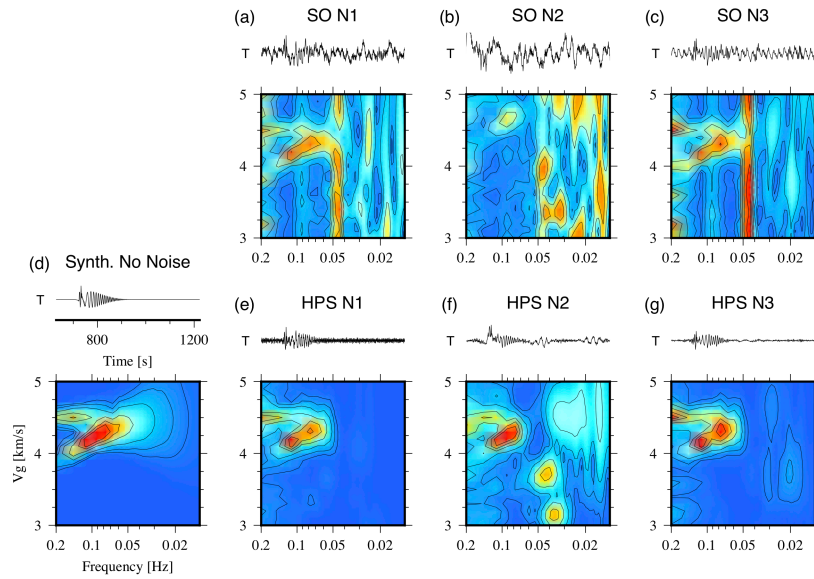 (a) SO N1
(b) SO N2
(c) SO N3
T
T
T
5
4
3
5
4
3
5
4
3
0.2 0.1 0.05 0.02
0.2 0.1 0.05 0.02
0.2 0.1 0.05 0.02
(d) Synth. No Noise
T
800 1200
Time [s]
(e) HPS N1
(f) HPS N2
(g) HPS N3
T
T
T
Vg [km/s]
5
4
3
5
4
3
5
4
3
5
4
3
0.2 0.1 0.05 0.02
Frequency [Hz]
0.2 0.1 0.05 0.02
0.2 0.1 0.05 0.02
0.2 0.1 0.05 0.02